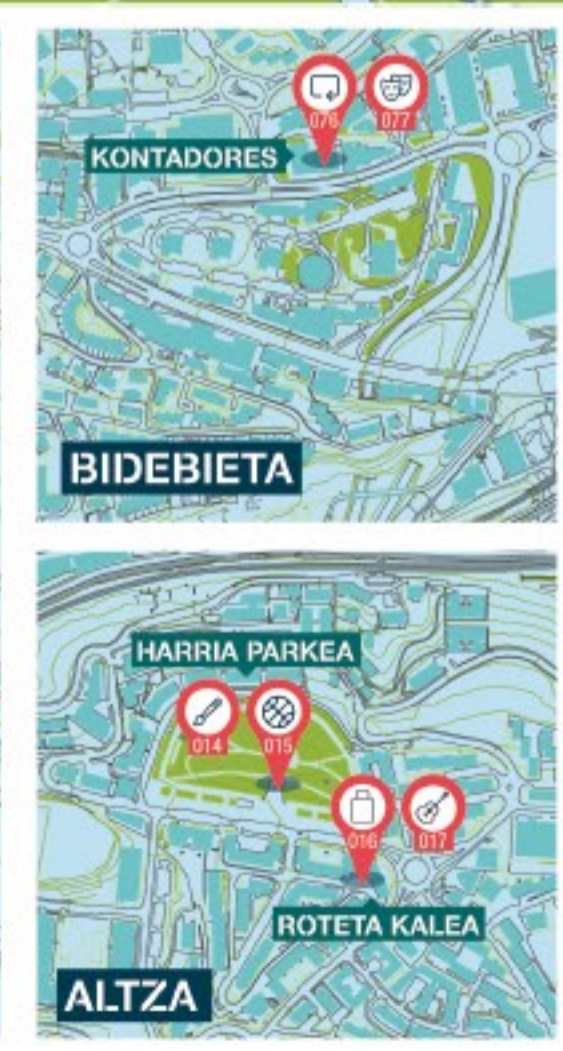 076 077
KONTADORES
BIDEBIETA
HARRIA PARKEA
014 015
016 017
ROTETA KALEA
ALTZA